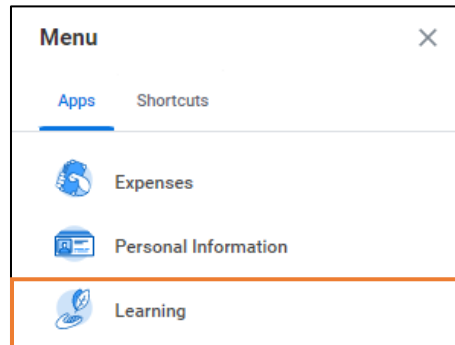 Menu
Apps Shortcuts
Expenses
Personal Information
Learning